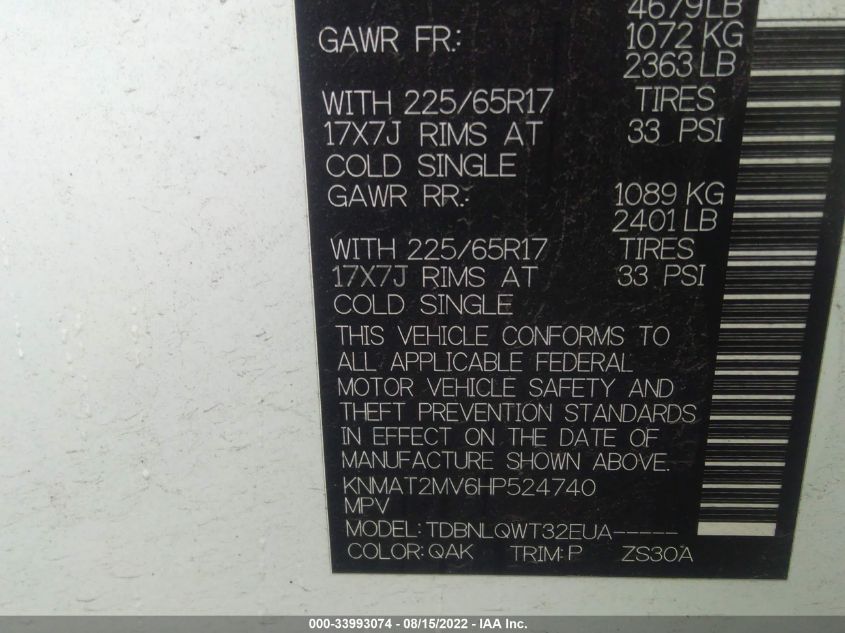 4679LB
GAWR FR.: 1072 KG
2363 LB
WITH 225/65R17 TIRES
17X7J RIMS AT 33 PSI
COLD SINGLE
GAWR RR.: 1089 KG
2401 LB
WITH 225/65R17 TIRES
17X7J RIMS AT 33 PSI
COLD SINGLE
THIS VEHICLE CONFORMS TO
ALL APPLICABLE FEDERAL
MOTOR VEHICLE SAFETY AND
THEFT PREVENTION STANDARDS
IN EFFECT ON THE DATE OF
MANUFACTURE SHOWN ABOVE.
KNMAT2MV6HP524740
MPV
MODEL: TDBNLQWT32EUA-----
COLOR: QAK TRIM: P ZS30A
000-33993074 - 08/15/2022 - IAA Inc.